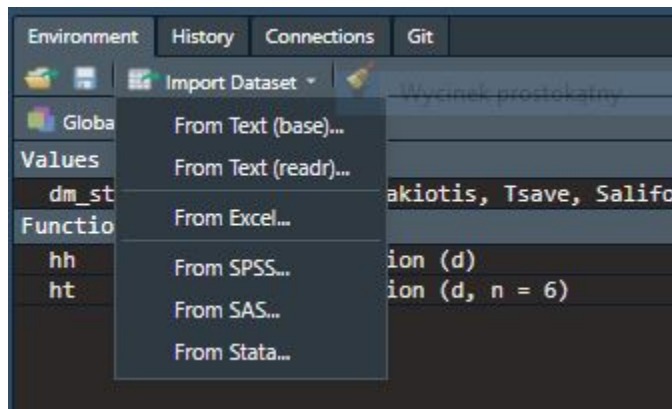 Environment History Connections Git
Import Dataset
Wycinek prostokątny
Globa
From Text (base)...
From Text (readr)...
Values
dm_st akiotis, Tsave, Salifo
From Excel...
Functio
hh ion (d)
From SPSS...
ht ion (d, n = 6)
From SAS...
From Stata...